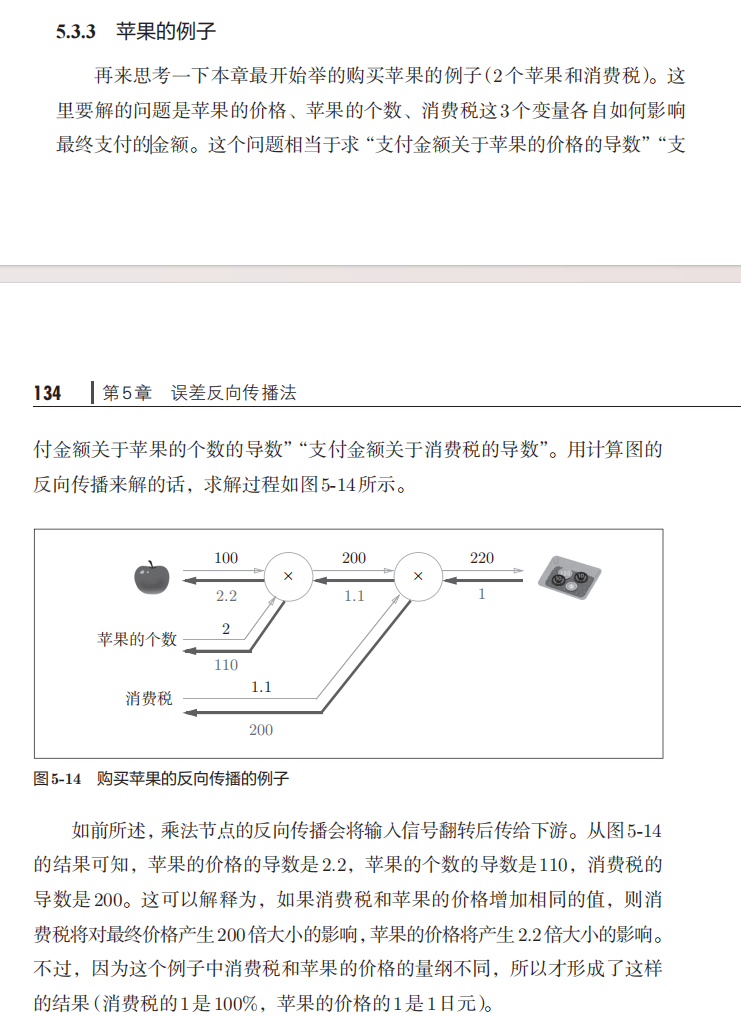 5.3.3 苹果的例子
再来思考一下本章最开始举的购买苹果的例子（2个苹果和消费税）。这
里要解的问题是苹果的价格、苹果的个数、消费税这3个变量各自如何影响
最终支付的金额。这个问题相当于求“支付金额关于苹果的价格的导数”“支
134 第5章 误差反向传播法
付金额关于苹果的个数的导数”“支付金额关于消费税的导数”。用计算图的
反向传播来解的话，求解过程如图5-14所示。
100 200 220
× ×
2.2 1.1 1
2
苹果的个数
110
1.1
消费税
200
图5-14 购买苹果的反向传播的例子
如前所述，乘法节点的反向传播会将输入信号翻转后传给下游。从图5-14
的结果可知，苹果的价格的导数是2.2，苹果的个数的导数是110，消费税的
导数是200。这可以解释为，如果消费税和苹果的价格增加相同的值，则消
费税将对最终价格产生200倍大小的影响，苹果的价格将产生2.2倍大小的影响。
不过，因为这个例子中消费税和苹果的价格的量纲不同，所以才形成了这样
的结果（消费税的1是100%，苹果的价格的1是1日元）。